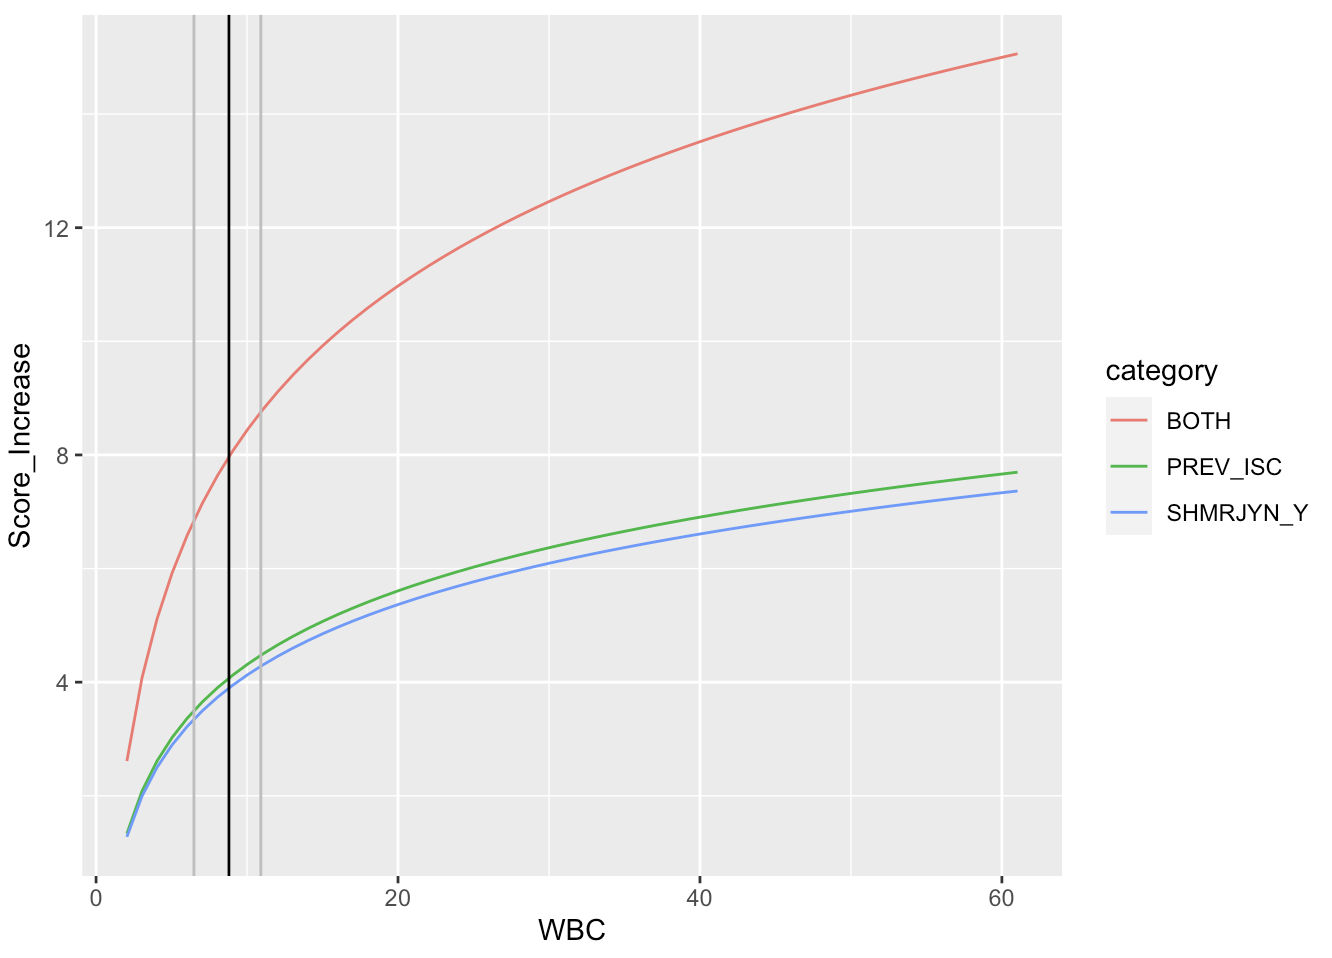 12
8
4
Score_Increase
0 20 40 60
WBC
category
BOTH
PREV_ISC
SHMRJYN_Y